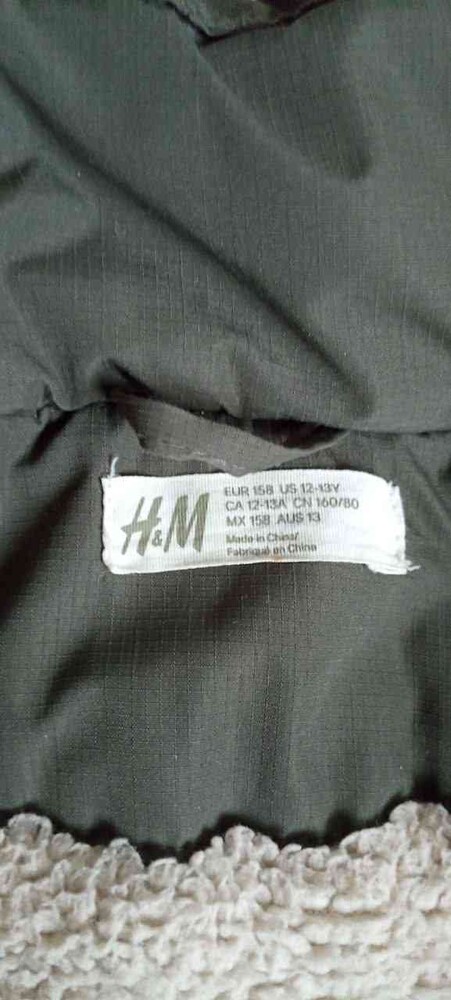 H&M
EUR 158 US 12-13Y
CA 12-13A CN 160/80
MX 158 AUS 13
Made in China/
Fabriqué en Chine